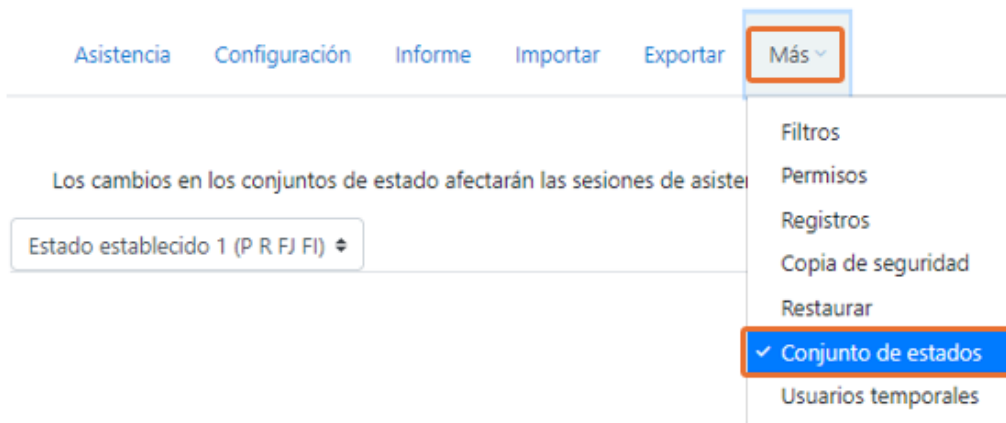 Asistencia Configuración Informe Importar Exportar Más
Filtros
Los cambios en los conjuntos de estado afectarán las sesiones de
Permisos
Registros
Estado establecido 1 (P R FJ FI)
Copia de seguridad
Restaurar
Conjunto de estados
Usuarios temporales